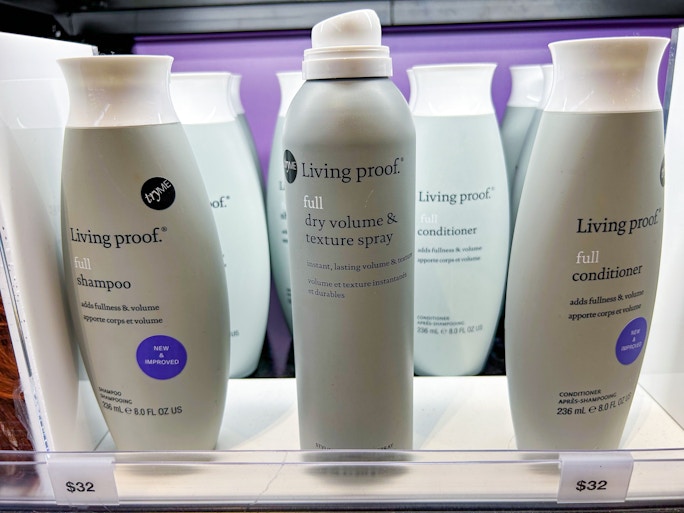 tryME
Living proof.®
full
shampoo
adds fullness & volume
apporte corps et volume
NEW
&
IMPROVED
SHAMPOO
SHAMPOOING
236 mL e 8.0 FL OZ US
ME
Living proof.®
full
dry volume &
texture spray
instant, lasting volume & texture
volume et texture instantanés
et durables
Living proof.®
full
conditioner
adds fullness & volume
apporte corps et volume
CONDITIONER
APRÈS-SHAMPOOING
236 mL e 8.0 FL OZ US
Living proof.®
full
conditioner
adds fullness & volume
apporte corps et volume
NEW
&
IMPROVED
CONDITIONER
APRÈS-SHAMPOOING
236 mL e 8.0 FL OZ US
$32
$32